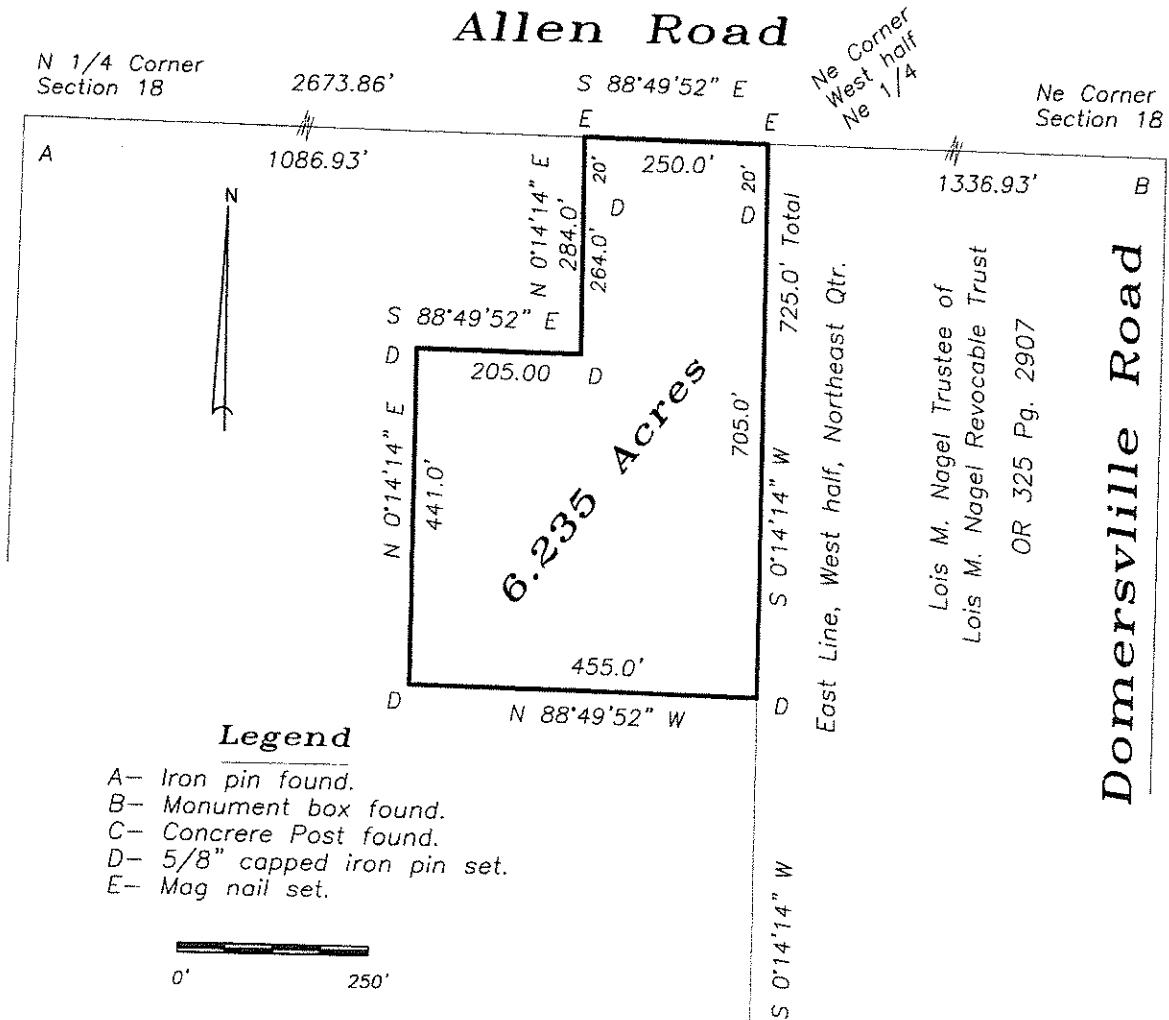 Allen Road
N 1/4 Corner
Section 18
2673.86'
S 88°49'52" E
Ne Corner
West half
Ne 1/4
Ne Corner
Section 18
E
E
A
1086.93'
250.0'
1336.93'
B
N
N 0°14'14" E
284.0'
264.0'
20'
20'
D
D
725.0' Total
S 88°49'52" E
D
205.00
D
N 0°14'14" E
441.0'
6.235 Acres
705.0'
S 0°14'14" W
East Line, West half, Northeast Qtr.
Lois M. Nagel Trustee of
Lois M. Nagel Revocable Trust
OR 325 Pg. 2907
Domersvlille Road
455.0'
D
N 88°49'52" W
D
Legend
A– Iron pin found.
B– Monument box found.
C– Concrere Post found.
D– 5/8" capped iron pin set.
E– Mag nail set.
0'
250'
S 0°14'14" W